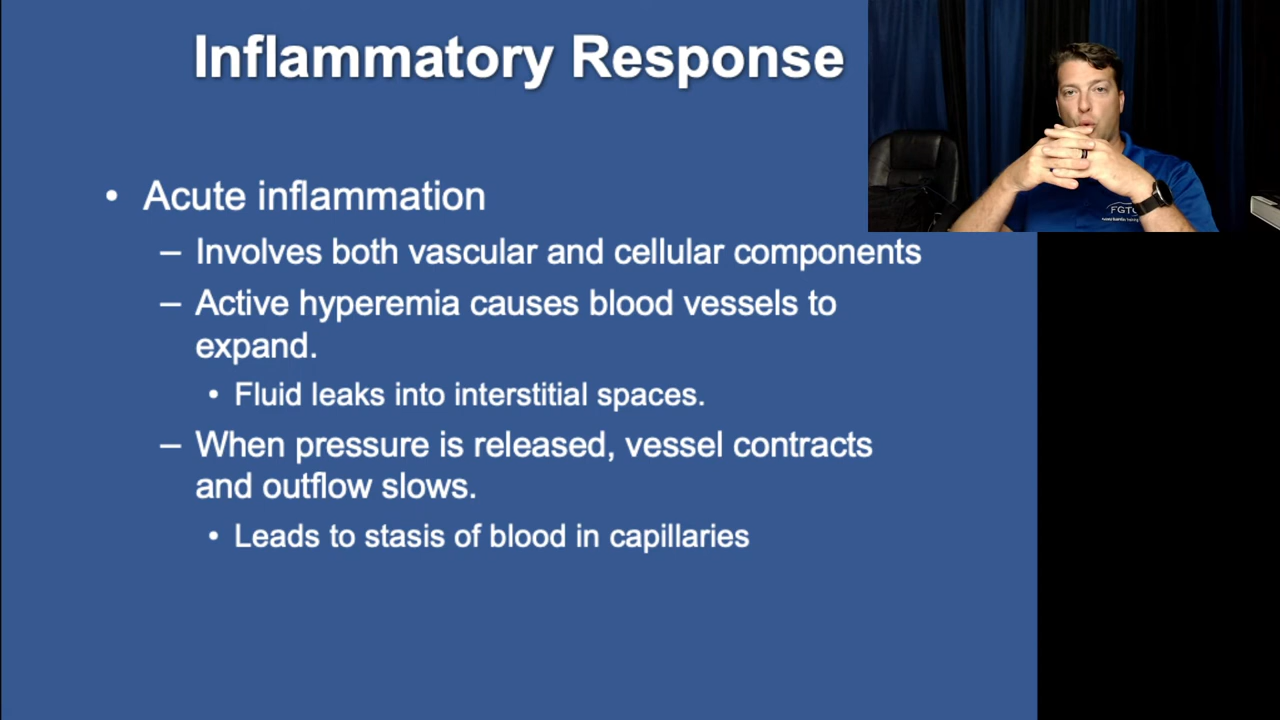 Inflammatory Response
• Acute inflammation
– Involves both vascular and cellular components
– Active hyperemia causes blood vessels to
expand.
• Fluid leaks into interstitial spaces.
– When pressure is released, vessel contracts
and outflow slows.
• Leads to stasis of blood in capillaries
FGTC